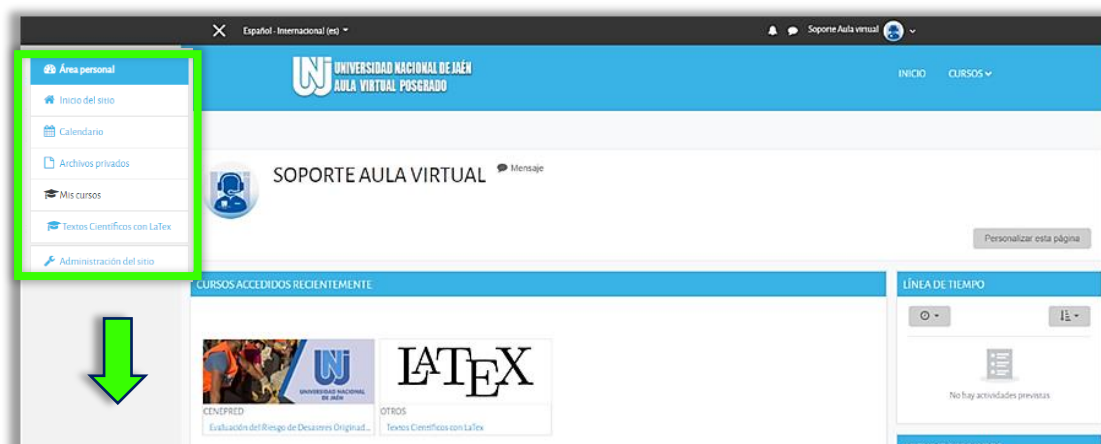 Español - Internacional (es)
Soporte Aula virtual
Área personal
Inicio del sitio
Calendario
Archivos privados
Mis cursos
Textos Científicos con LaTex
Administración del sitio
UNJ UNIVERSIDAD NACIONAL DE JAÉN
AULA VIRTUAL POSGRADO
INICIO CURSOS
SOPORTE AULA VIRTUAL Mensaje
Personalizar esta página
CURSOS ACCEDIDOS RECIENTEMENTE
UNJ
UNIVERSIDAD NACIONAL
DE JAÉN
CENEPRED
Evaluación del Riesgo de Desastres Originad...
LATEX
OTROS
Textos Científicos con LaTex
LÍNEA DE TIEMPO
No hay actividades previstas